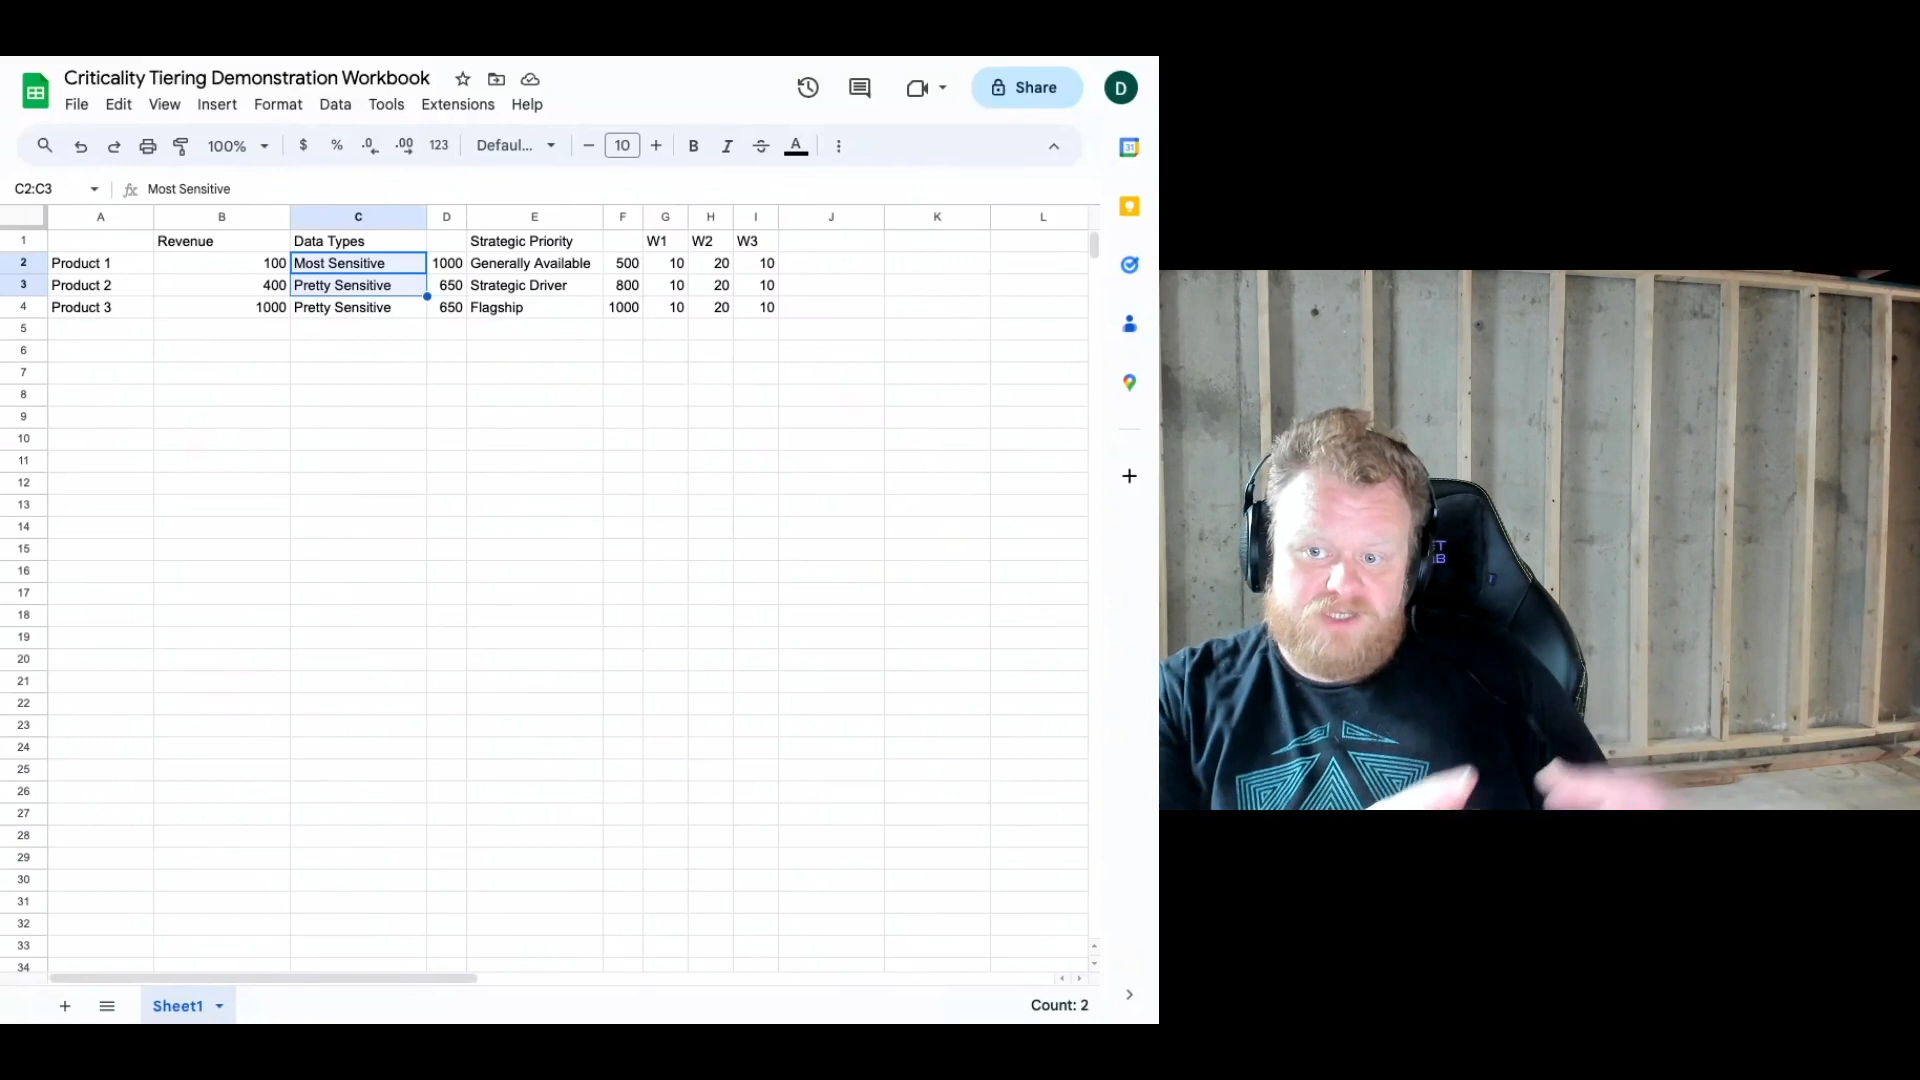 Criticality Tiering Demonstration Workbook
File Edit View Insert Format Data Tools Extensions Help
Share
D
100% $ % .0 .00 123 Defaul... − 10 + B I S A
31
C2:C3 fx Most Sensitive
A B C D E F G H I J K L
1 Revenue Data Types Strategic Priority W1 W2 W3
2 Product 1 100 Most Sensitive 1000 Generally Available 500 10 20 10
3 Product 2 400 Pretty Sensitive 650 Strategic Driver 800 10 20 10
4 Product 3 1000 Pretty Sensitive 650 Flagship 1000 10 20 10
5
6
7
8
9
10
11
12
13
14
15
16
17
18
19
20
21
22
23
24
25
26
27
28
29
30
31
32
33
34
+ Sheet1 Count: 2